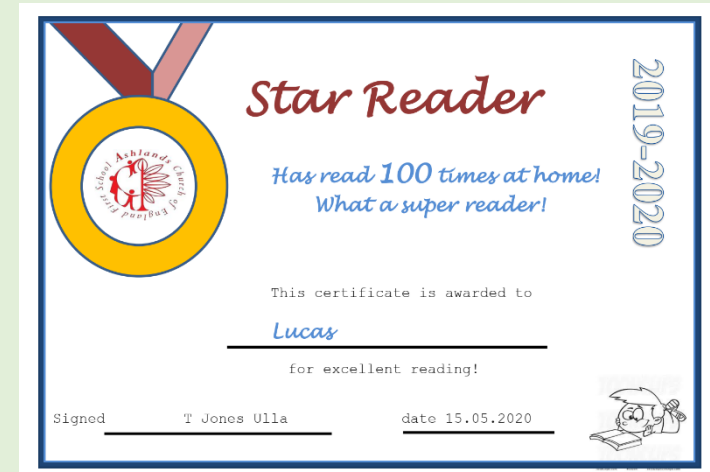 Star Reader
2019-2020
Has read 100 times at home!
What a super reader!
Ashlands Church of England First School
This certificate is awarded to
Lucas
for excellent reading!
Signed T Jones Ulla date 15.05.2020